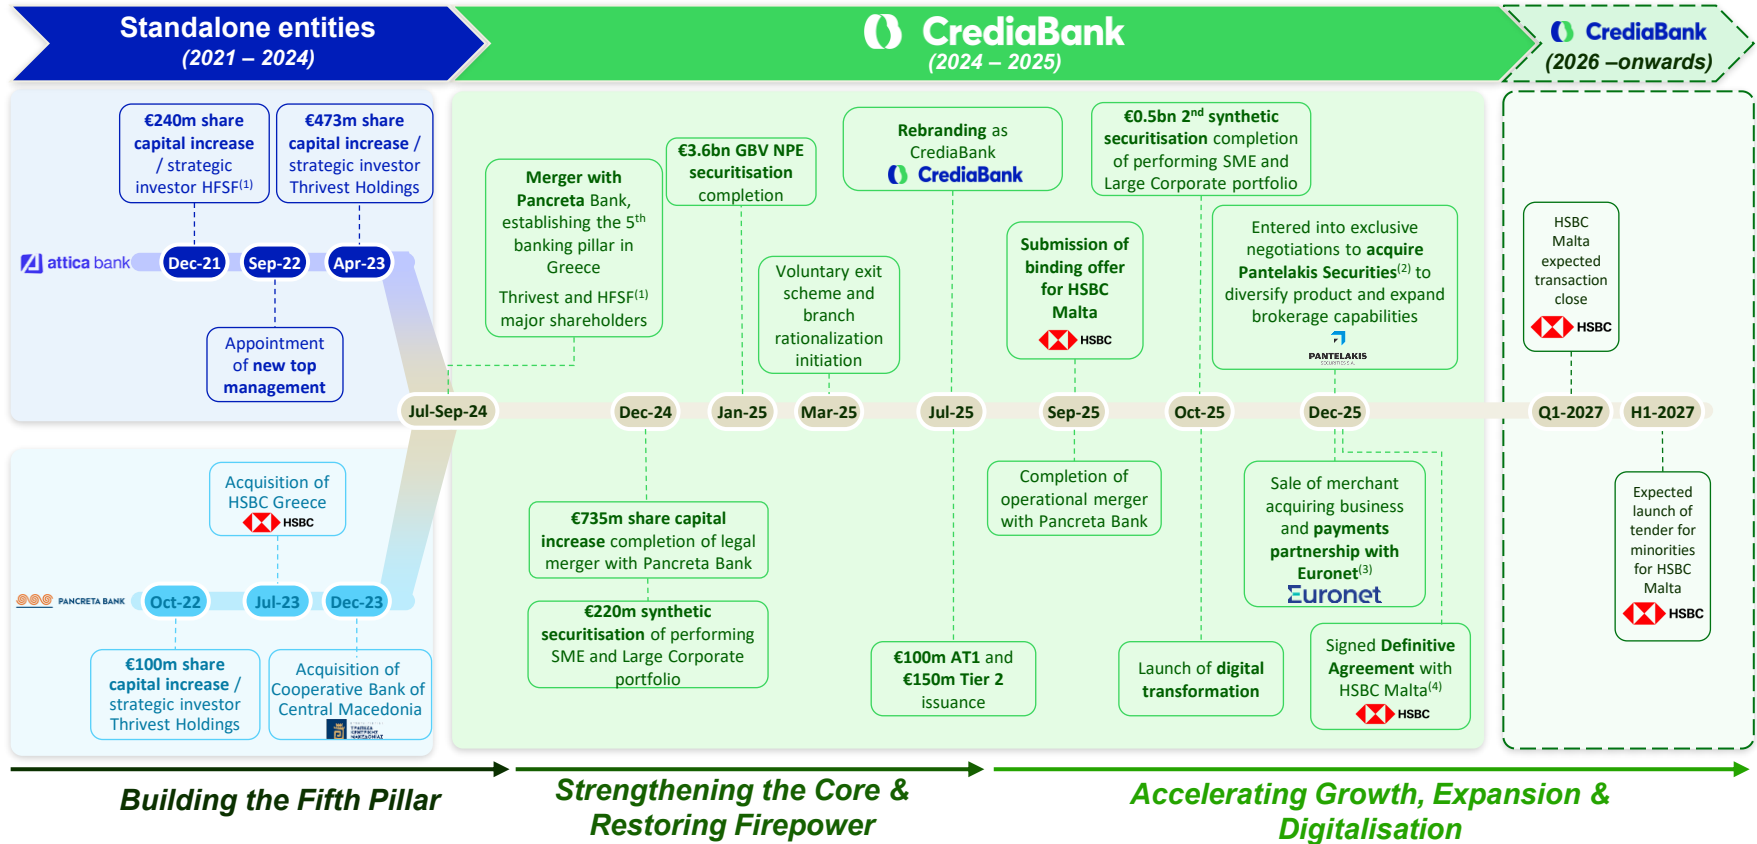 Standalone entities
(2021 – 2024)
CrediaBank
(2024 – 2025)
CrediaBank
(2026 –onwards)
€240m share
capital increase
/ strategic
investor HFSF(1)
€473m share
capital increase /
strategic investor
Thrivest Holdings
attica bank
Dec-21
Sep-22
Apr-23
Appointment
of new top
management
Acquisition of
HSBC Greece
HSBC
PANCRETA BANK
Oct-22
Jul-23
Dec-23
€100m share
capital increase /
strategic investor
Thrivest Holdings
Acquisition of
Cooperative Bank of
Central Macedonia
ΤΡΑΠΕΖΑ
ΚΕΝΤΡΙΚΗΣ
ΜΑΚΕΔΟΝΙΑΣ
Merger with
Pancreta Bank,
establishing the 5th
banking pillar in
Greece
Thrivest and HFSF(1)
major shareholders
€3.6bn GBV NPE
securitisation
completion
Voluntary exit
scheme and
branch
rationalization
initiation
Rebranding as
CrediaBank
CrediaBank
Submission of
binding offer
for HSBC
Malta
HSBC
€0.5bn 2nd synthetic
securitisation completion
of performing SME and
Large Corporate portfolio
Entered into exclusive
negotiations to acquire
Pantelakis Securities(2) to
diversify product and expand
brokerage capabilities
PANTELAKIS
SECURITIES S.A.
HSBC
Malta
expected
transaction
close
HSBC
Jul-Sep-24
Dec-24
Jan-25
Mar-25
Jul-25
Sep-25
Oct-25
Dec-25
Q1-2027
H1-2027
€735m share capital
increase completion of legal
merger with Pancreta Bank
€220m synthetic
securitisation of performing
SME and Large Corporate
portfolio
€100m AT1 and
€150m Tier 2
issuance
Completion of
operational merger
with Pancreta Bank
Launch of digital
transformation
Sale of merchant
acquiring business
and payments
partnership with
Euronet(3)
Euronet
Signed Definitive
Agreement with
HSBC Malta(4)
HSBC
Expected
launch of
tender for
minorities
for HSBC
Malta
HSBC
Building the Fifth Pillar
Strengthening the Core &
Restoring Firepower
Accelerating Growth, Expansion &
Digitalisation